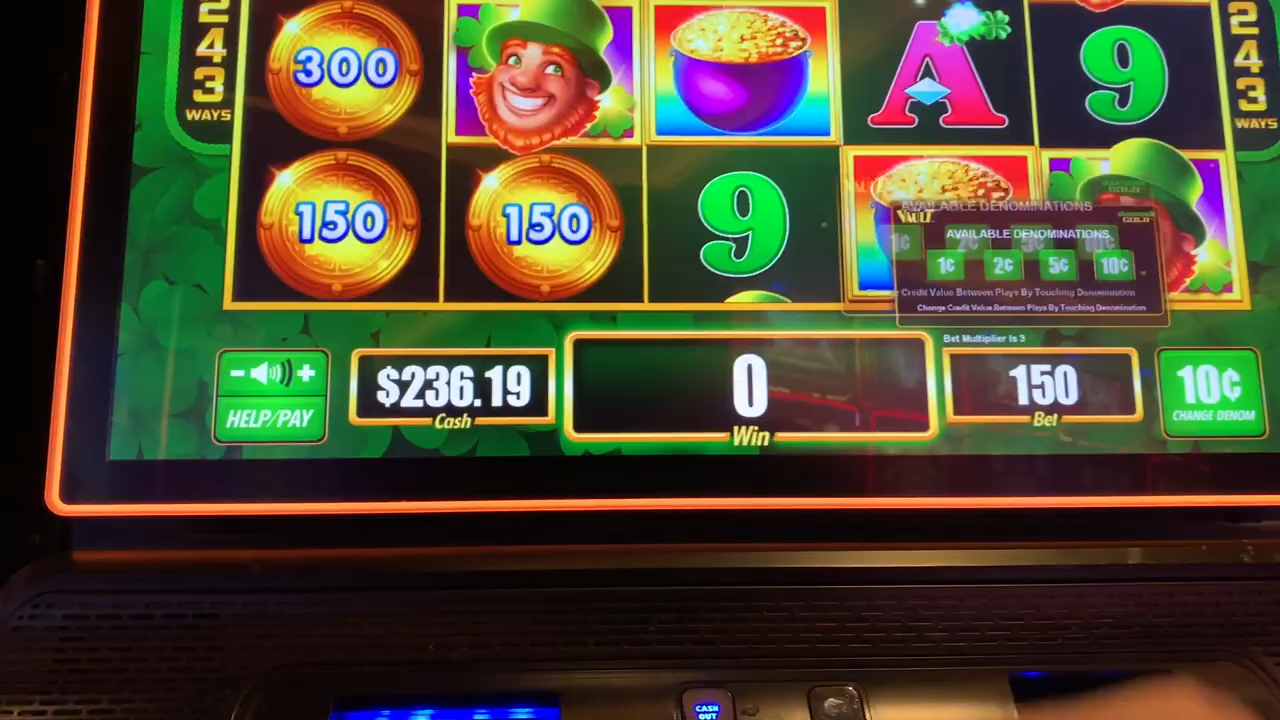 243
WAYS
300
A
9
243
WAYS
150
150
9
AVAILABLE DENOMINATIONS
VAULT
GOLD
AVAILABLE DENOMINATIONS
1¢ 2¢ 5¢ 10¢
Credit Value Between Plays By Touching Denomination
Change Credit Value Between Plays By Touching Denomination
Bet Multiplier Is 3
- +
HELP/PAY
$236.19
Cash
0
Win
150
Bet
10¢
CHANGE DENOM
CASH
OUT